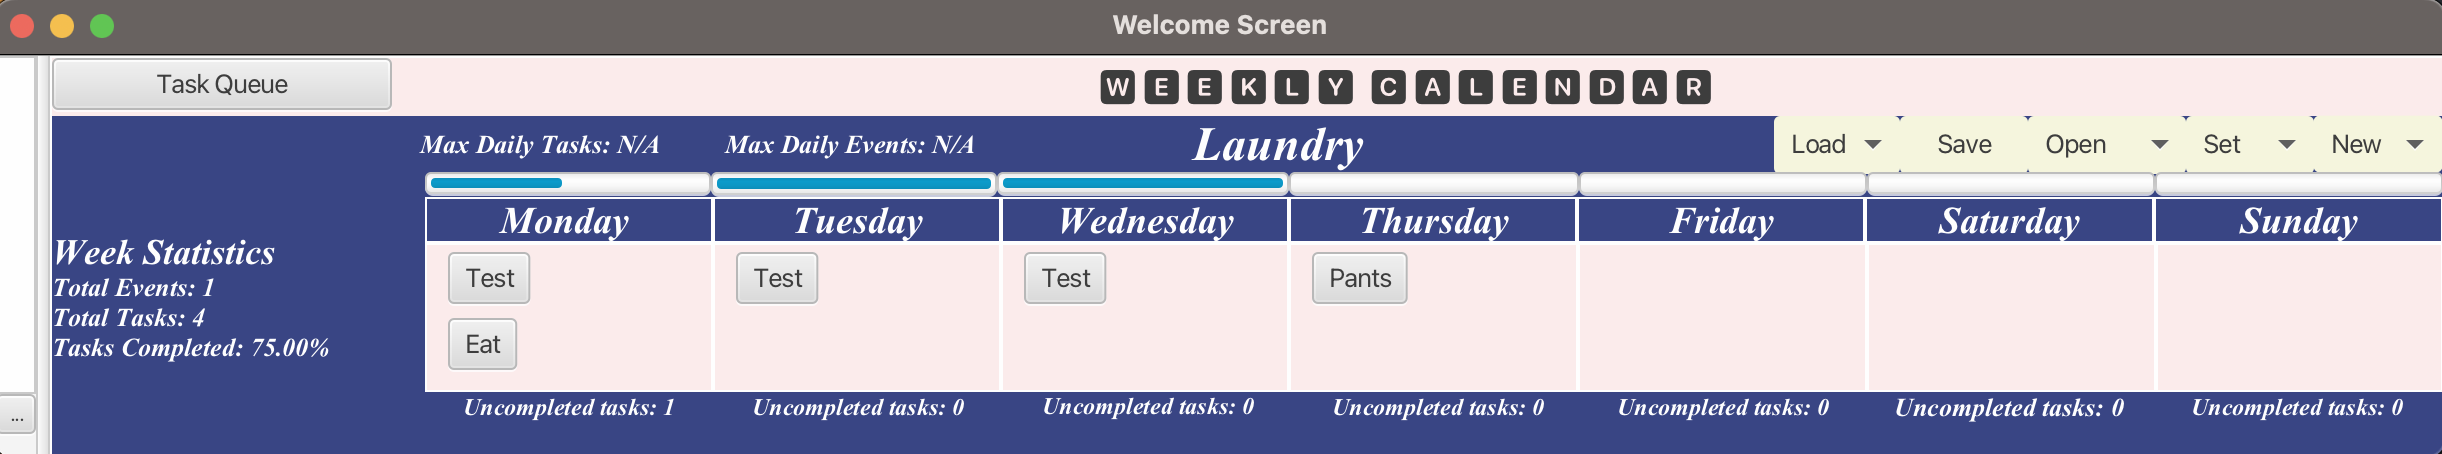 Welcome Screen
Task Queue
WEEKLY CALENDAR
Max Daily Tasks: N/A Max Daily Events: N/A Laundry Load Save Open Set New
Monday Tuesday Wednesday Thursday Friday Saturday Sunday
Week Statistics
Total Events: 1
Total Tasks: 4
Tasks Completed: 75.00%
Test Test Test Pants
Eat
Uncompleted tasks: 1 Uncompleted tasks: 0 Uncompleted tasks: 0 Uncompleted tasks: 0 Uncompleted tasks: 0 Uncompleted tasks: 0 Uncompleted tasks: 0
...